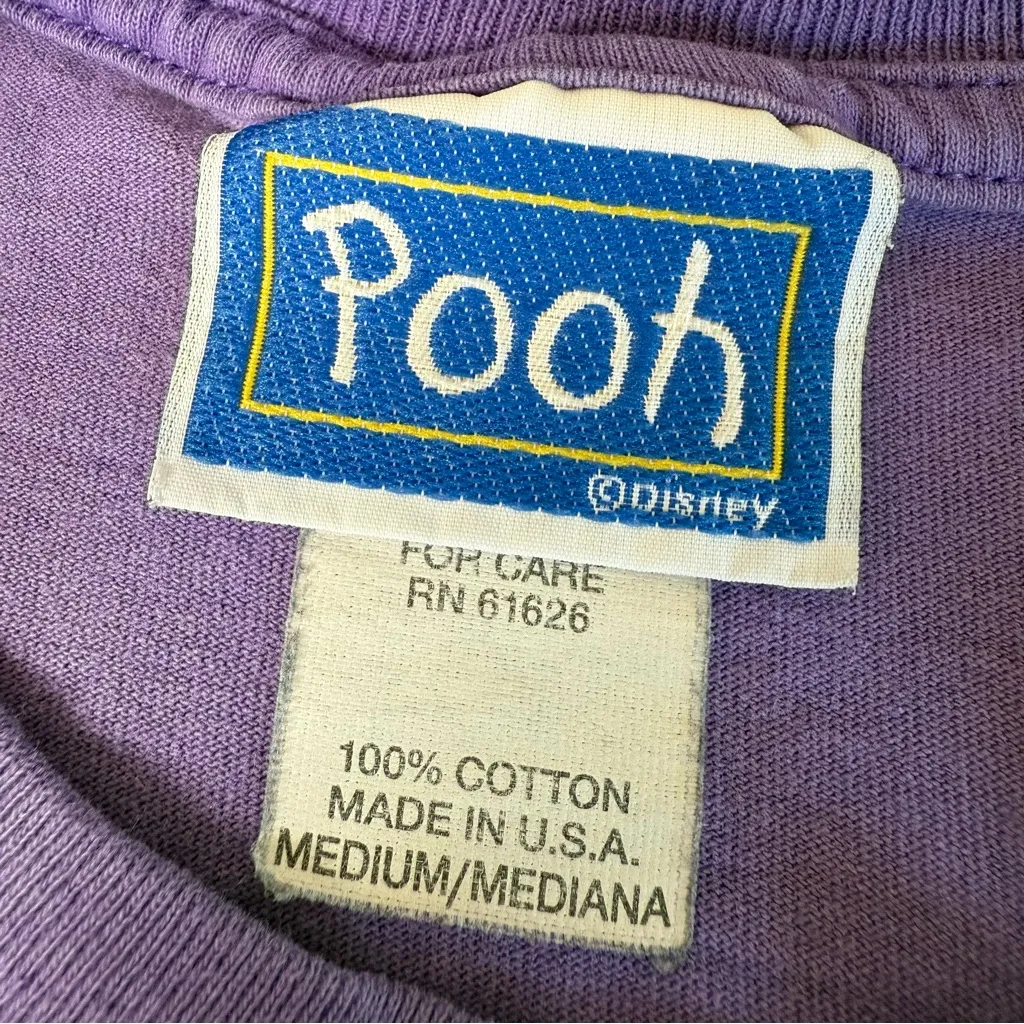 Pooh
©Disney
FOR CARE
RN 61626
100% COTTON
MADE IN U.S.A.
MEDIUM/MEDIANA